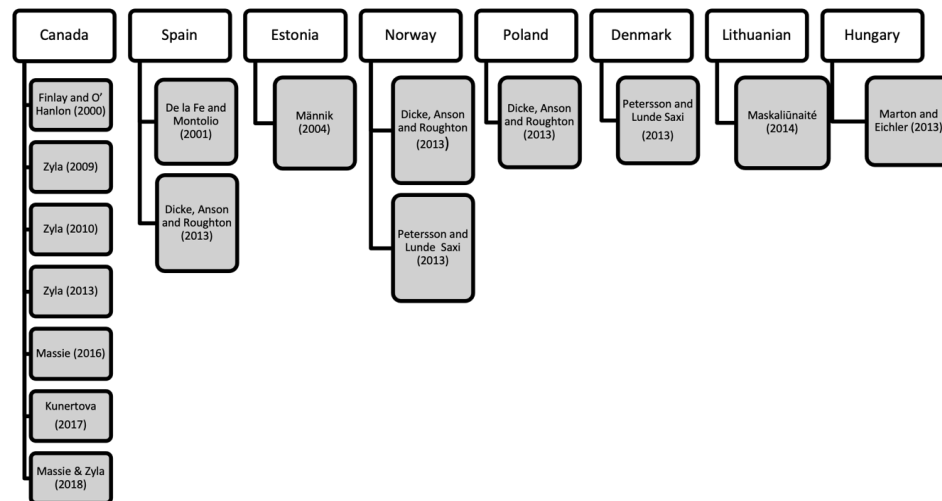 Canada
Spain
Estonia
Norway
Poland
Denmark
Lithuanian
Hungary
Finlay and O'
Hanlon (2000)
Zyla (2009)
Zyla (2010)
Zyla (2013)
Massie (2016)
Kunertova
(2017)
Massie & Zyla
(2018)
De la Fe and
Montolio
(2001)
Dicke, Anson
and Roughton
(2013)
Männik
(2004)
Dicke, Anson
and Roughton
(2013)
Petersson and
Lunde Saxi
(2013)
Dicke, Anson
and Roughton
(2013)
Petersson and
Lunde Saxi
(2013)
Maskaliūnaité
(2014)
Marton and
Eichler (2013)